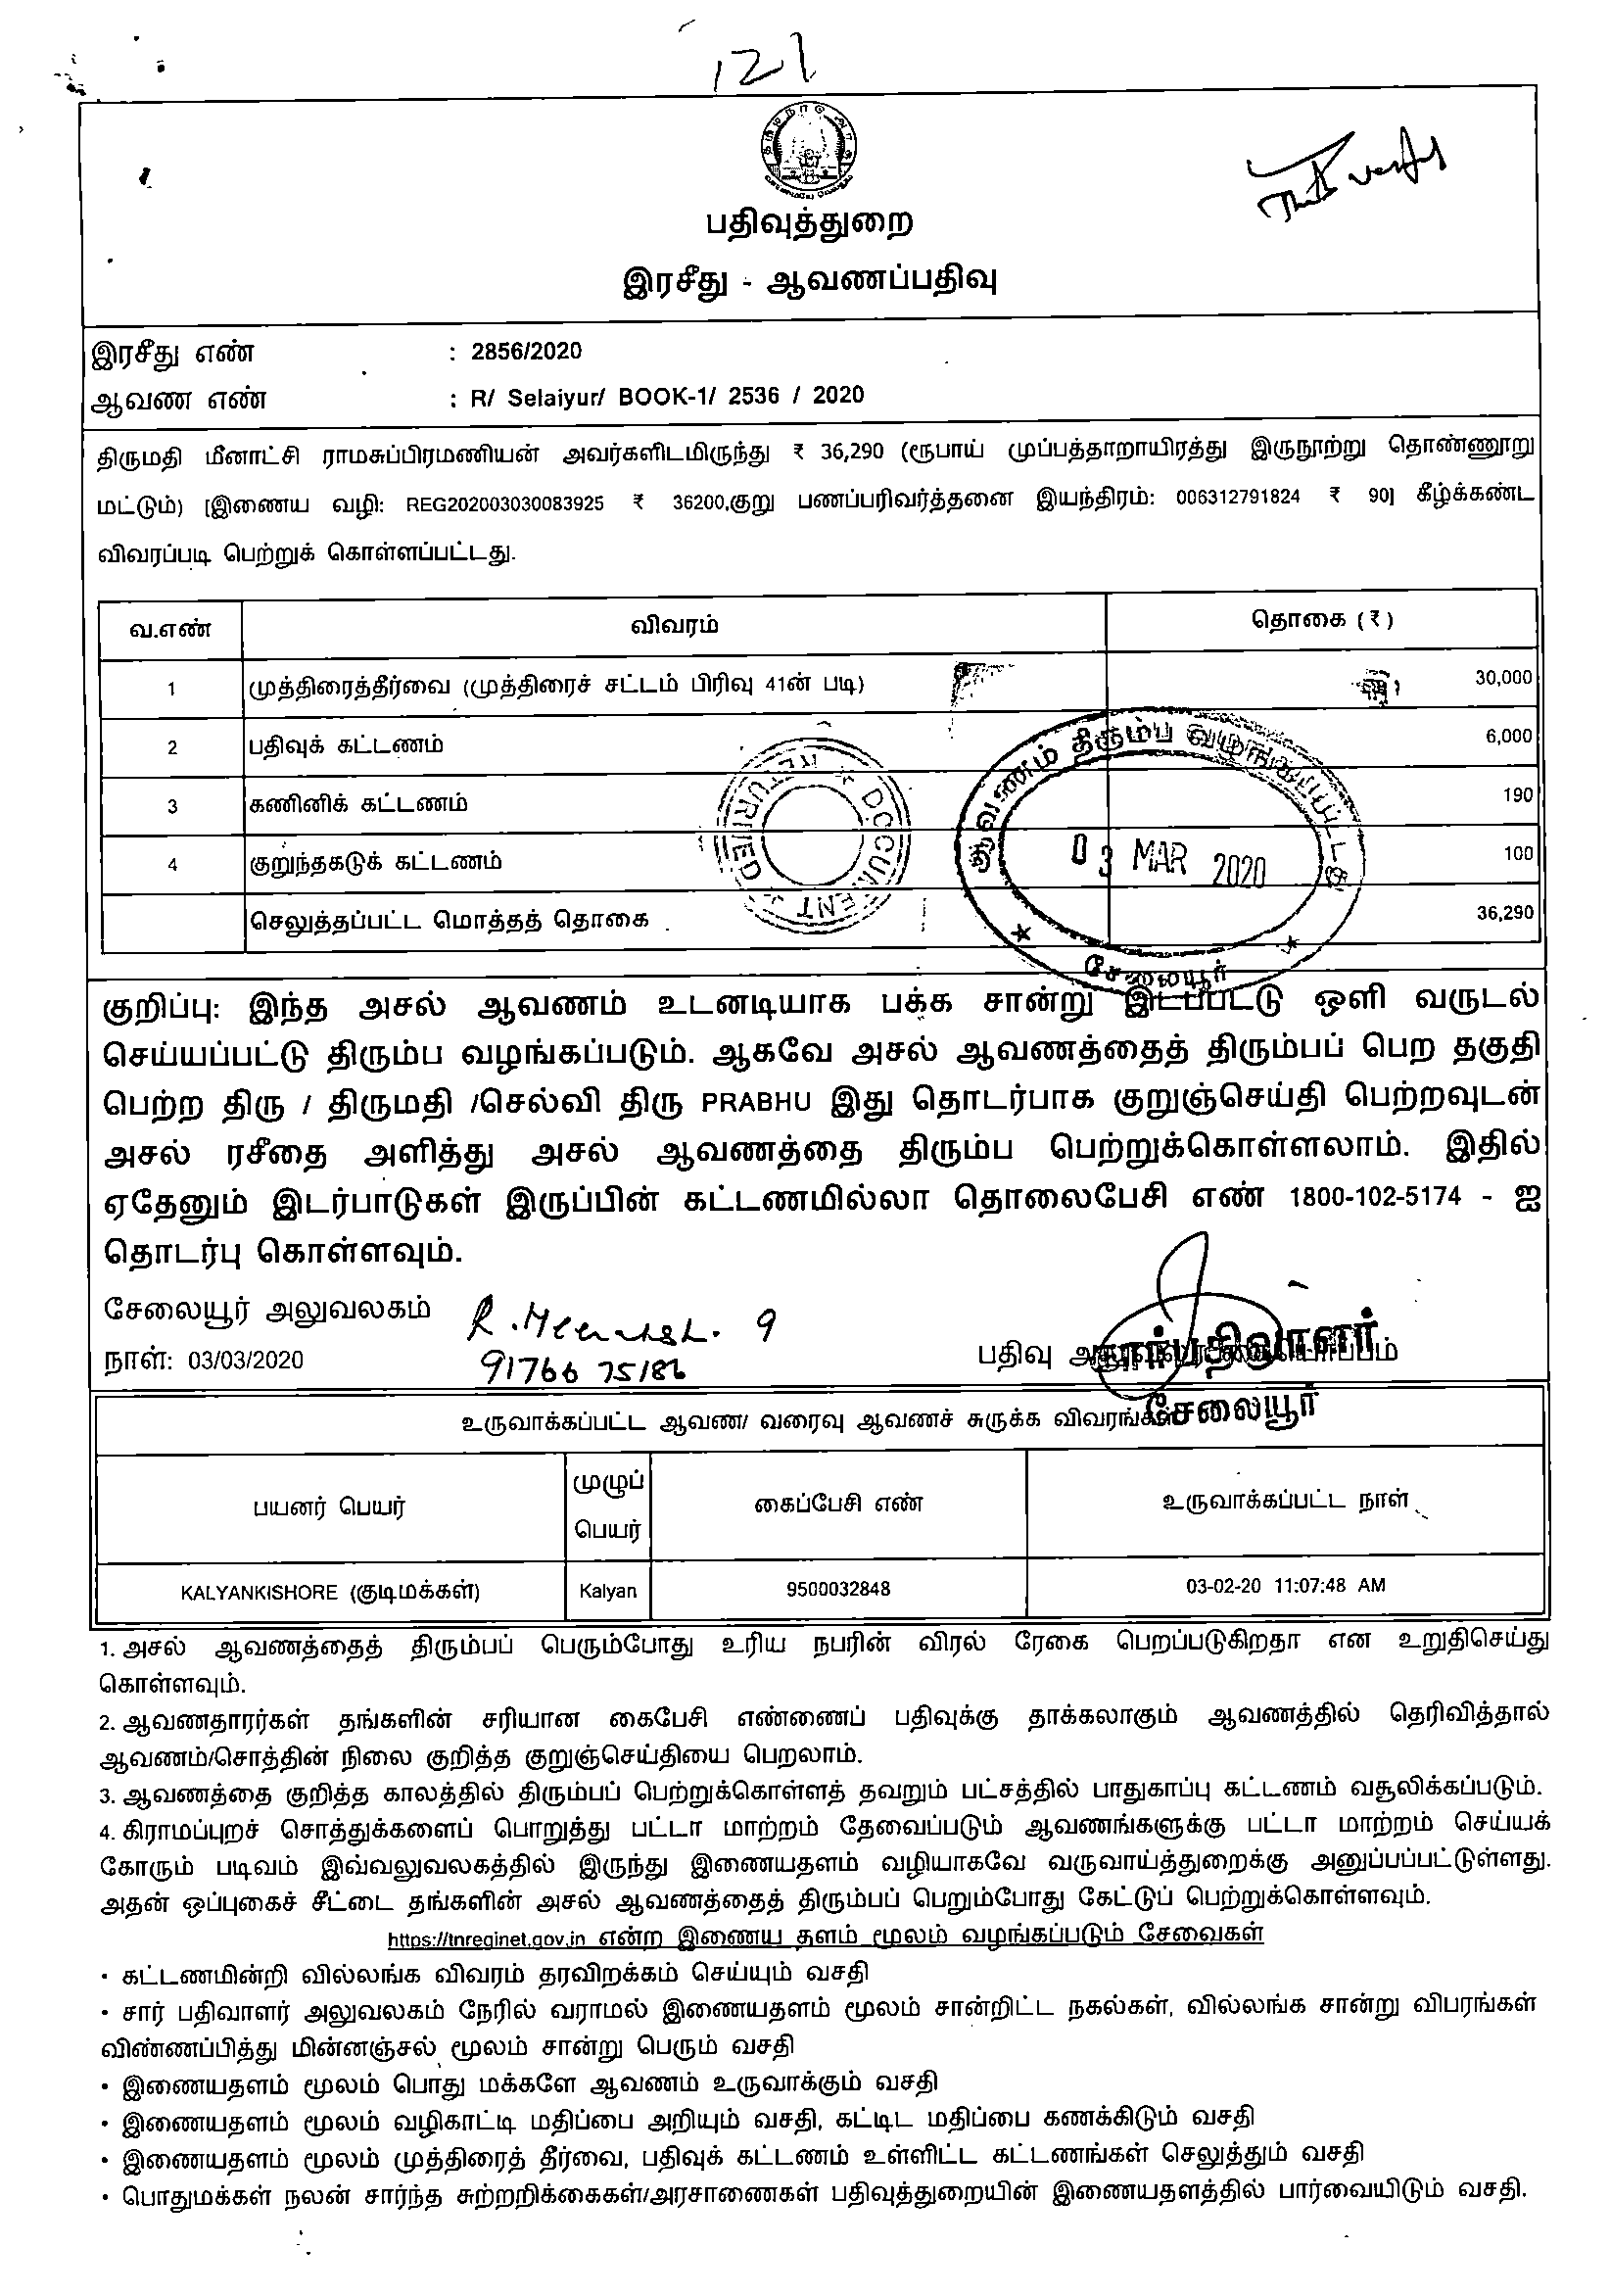 121
பதிவுத்துறை
இரசீது - ஆவணப்பதிவு
இரசீது எண் : 2856/2020
ஆவண எண் : R/ Selaiyur/ BOOK-1/ 2536 / 2020
திருமதி மீனாட்சி ராமசுப்பிரமணியன் அவர்களிடமிருந்து ₹ 36,290 (ரூபாய் முப்பத்தாறாயிரத்து இருநூற்று தொண்ணூறு
மட்டும்) [இணைய வழி: REG202003030083925 ₹ 36200,குறு பணப்பரிவர்த்தனை இயந்திரம்: 006312791824 ₹ 90] கீழ்க்கண்ட
விவரப்படி பெற்றுக் கொள்ளப்பட்டது.
வ.எண் விவரம் தொகை (₹)
1 முத்திரைத்தீர்வை (முத்திரைச் சட்டம் பிரிவு 41ன் படி) 30,000
2 பதிவுக் கட்டணம் 6,000
3 கணினிக் கட்டணம் 190
4 குறுந்தகடுக் கட்டணம் 100
செலுத்தப்பட்ட மொத்தத் தொகை 36,290
DOCUMENT RETURNED
ஆவணம் திரும்ப வழங்கப்பட்டது
03 MAR 2020
சேலையூர்
குறிப்பு: இந்த அசல் ஆவணம் உடனடியாக பக்க சான்று இடப்பட்டு ஒளி வருடல்
செய்யப்பட்டு திரும்ப வழங்கப்படும். ஆகவே அசல் ஆவணத்தைத் திரும்பப் பெற தகுதி
பெற்ற திரு / திருமதி /செல்வி திரு PRABHU இது தொடர்பாக குறுஞ்செய்தி பெற்றவுடன்
அசல் ரசீதை அளித்து அசல் ஆவணத்தை திரும்ப பெற்றுக்கொள்ளலாம். இதில்
ஏதேனும் இடர்பாடுகள் இருப்பின் கட்டணமில்லா தொலைபேசி எண் 1800-102-5174 - ஐ
தொடர்பு கொள்ளவும்.
சேலையூர் அலுவலகம்
நாள்: 03/03/2020
91766 75186
பதிவு
சார்பதிவாளர்
சேலையூர்
உருவாக்கப்பட்ட ஆவண/ வரைவு ஆவணச் சுருக்க விவரங்கள்
பயனர் பெயர் முழுப் பெயர் கைப்பேசி எண் உருவாக்கப்பட்ட நாள்
KALYANKISHORE (குடிமக்கள்) Kalyan 9500032848 03-02-20 11:07:48 AM
1. அசல் ஆவணத்தைத் திரும்பப் பெரும்போது உரிய நபரின் விரல் ரேகை பெறப்படுகிறதா என உறுதிசெய்து
கொள்ளவும்.
2. ஆவணதாரர்கள் தங்களின் சரியான கைபேசி எண்ணைப் பதிவுக்கு தாக்கலாகும் ஆவணத்தில் தெரிவித்தால்
ஆவணம்/சொத்தின் நிலை குறித்த குறுஞ்செய்தியை பெறலாம்.
3. ஆவணத்தை குறித்த காலத்தில் திரும்பப் பெற்றுக்கொள்ளத் தவறும் பட்சத்தில் பாதுகாப்பு கட்டணம் வசூலிக்கப்படும்.
4. கிராமப்புறச் சொத்துக்களைப் பொறுத்து பட்டா மாற்றம் தேவைப்படும் ஆவணங்களுக்கு பட்டா மாற்றம் செய்யக்
கோரும் படிவம் இவ்வலுவலகத்தில் இருந்து இணையதளம் வழியாகவே வருவாய்த்துறைக்கு அனுப்பப்பட்டுள்ளது.
அதன் ஒப்புகைச் சீட்டை தங்களின் அசல் ஆவணத்தைத் திரும்பப் பெறும்போது கேட்டுப் பெற்றுக்கொள்ளவும்.
https://tnreginet.gov.in என்ற இணைய தளம் மூலம் வழங்கப்படும் சேவைகள்
• கட்டணமின்றி வில்லங்க விவரம் தரவிறக்கம் செய்யும் வசதி
• சார் பதிவாளர் அலுவலகம் நேரில் வராமல் இணையதளம் மூலம் சான்றிட்ட நகல்கள், வில்லங்க சான்று விபரங்கள்
விண்ணப்பித்து மின்னஞ்சல் மூலம் சான்று பெரும் வசதி
• இணையதளம் மூலம் பொது மக்களே ஆவணம் உருவாக்கும் வசதி
• இணையதளம் மூலம் வழிகாட்டி மதிப்பை அறியும் வசதி, கட்டிட மதிப்பை கணக்கிடும் வசதி
• இணையதளம் மூலம் முத்திரைத் தீர்வை, பதிவுக் கட்டணம் உள்ளிட்ட கட்டணங்கள் செலுத்தும் வசதி
• பொதுமக்கள் நலன் சார்ந்த சுற்றறிக்கைகள்/அரசாணைகள் பதிவுத்துறையின் இணையதளத்தில் பார்வையிடும் வசதி.